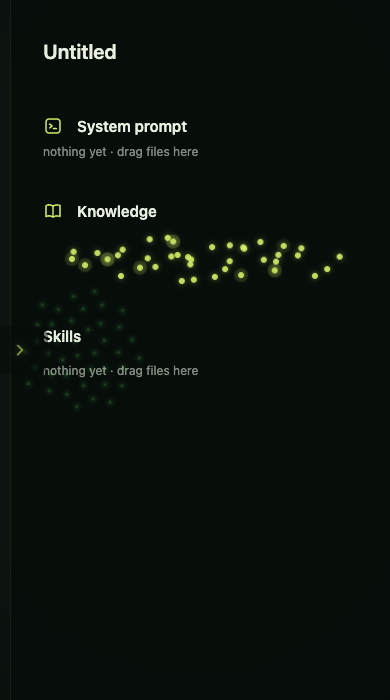 Untitled
System prompt
nothing yet · drag files here
Knowledge
Skills
nothing yet · drag files here